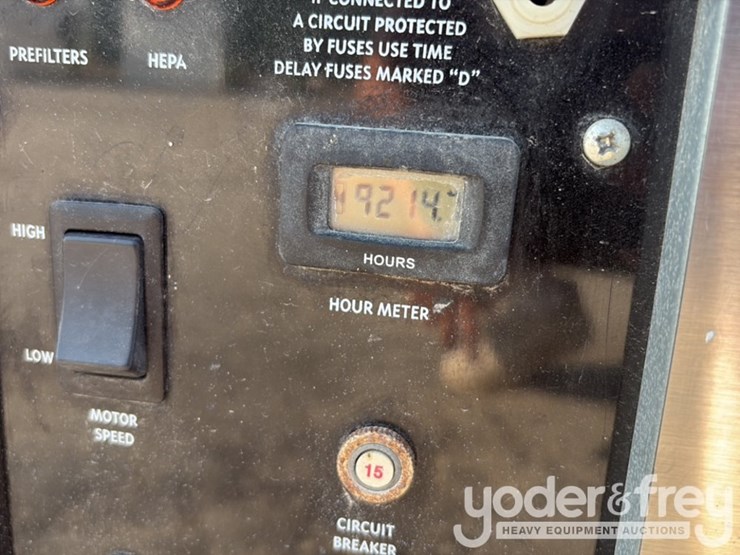 IF CONNECTED TO
A CIRCUIT PROTECTED
BY FUSES USE TIME
DELAY FUSES MARKED "D"
PREFILTERS
HEPA
9214.
HOURS
HOUR METER
HIGH
LOW
MOTOR
SPEED
15
CIRCUIT
BREAKER
yoder&frey
HEAVY EQUIPMENT AUCTIONS